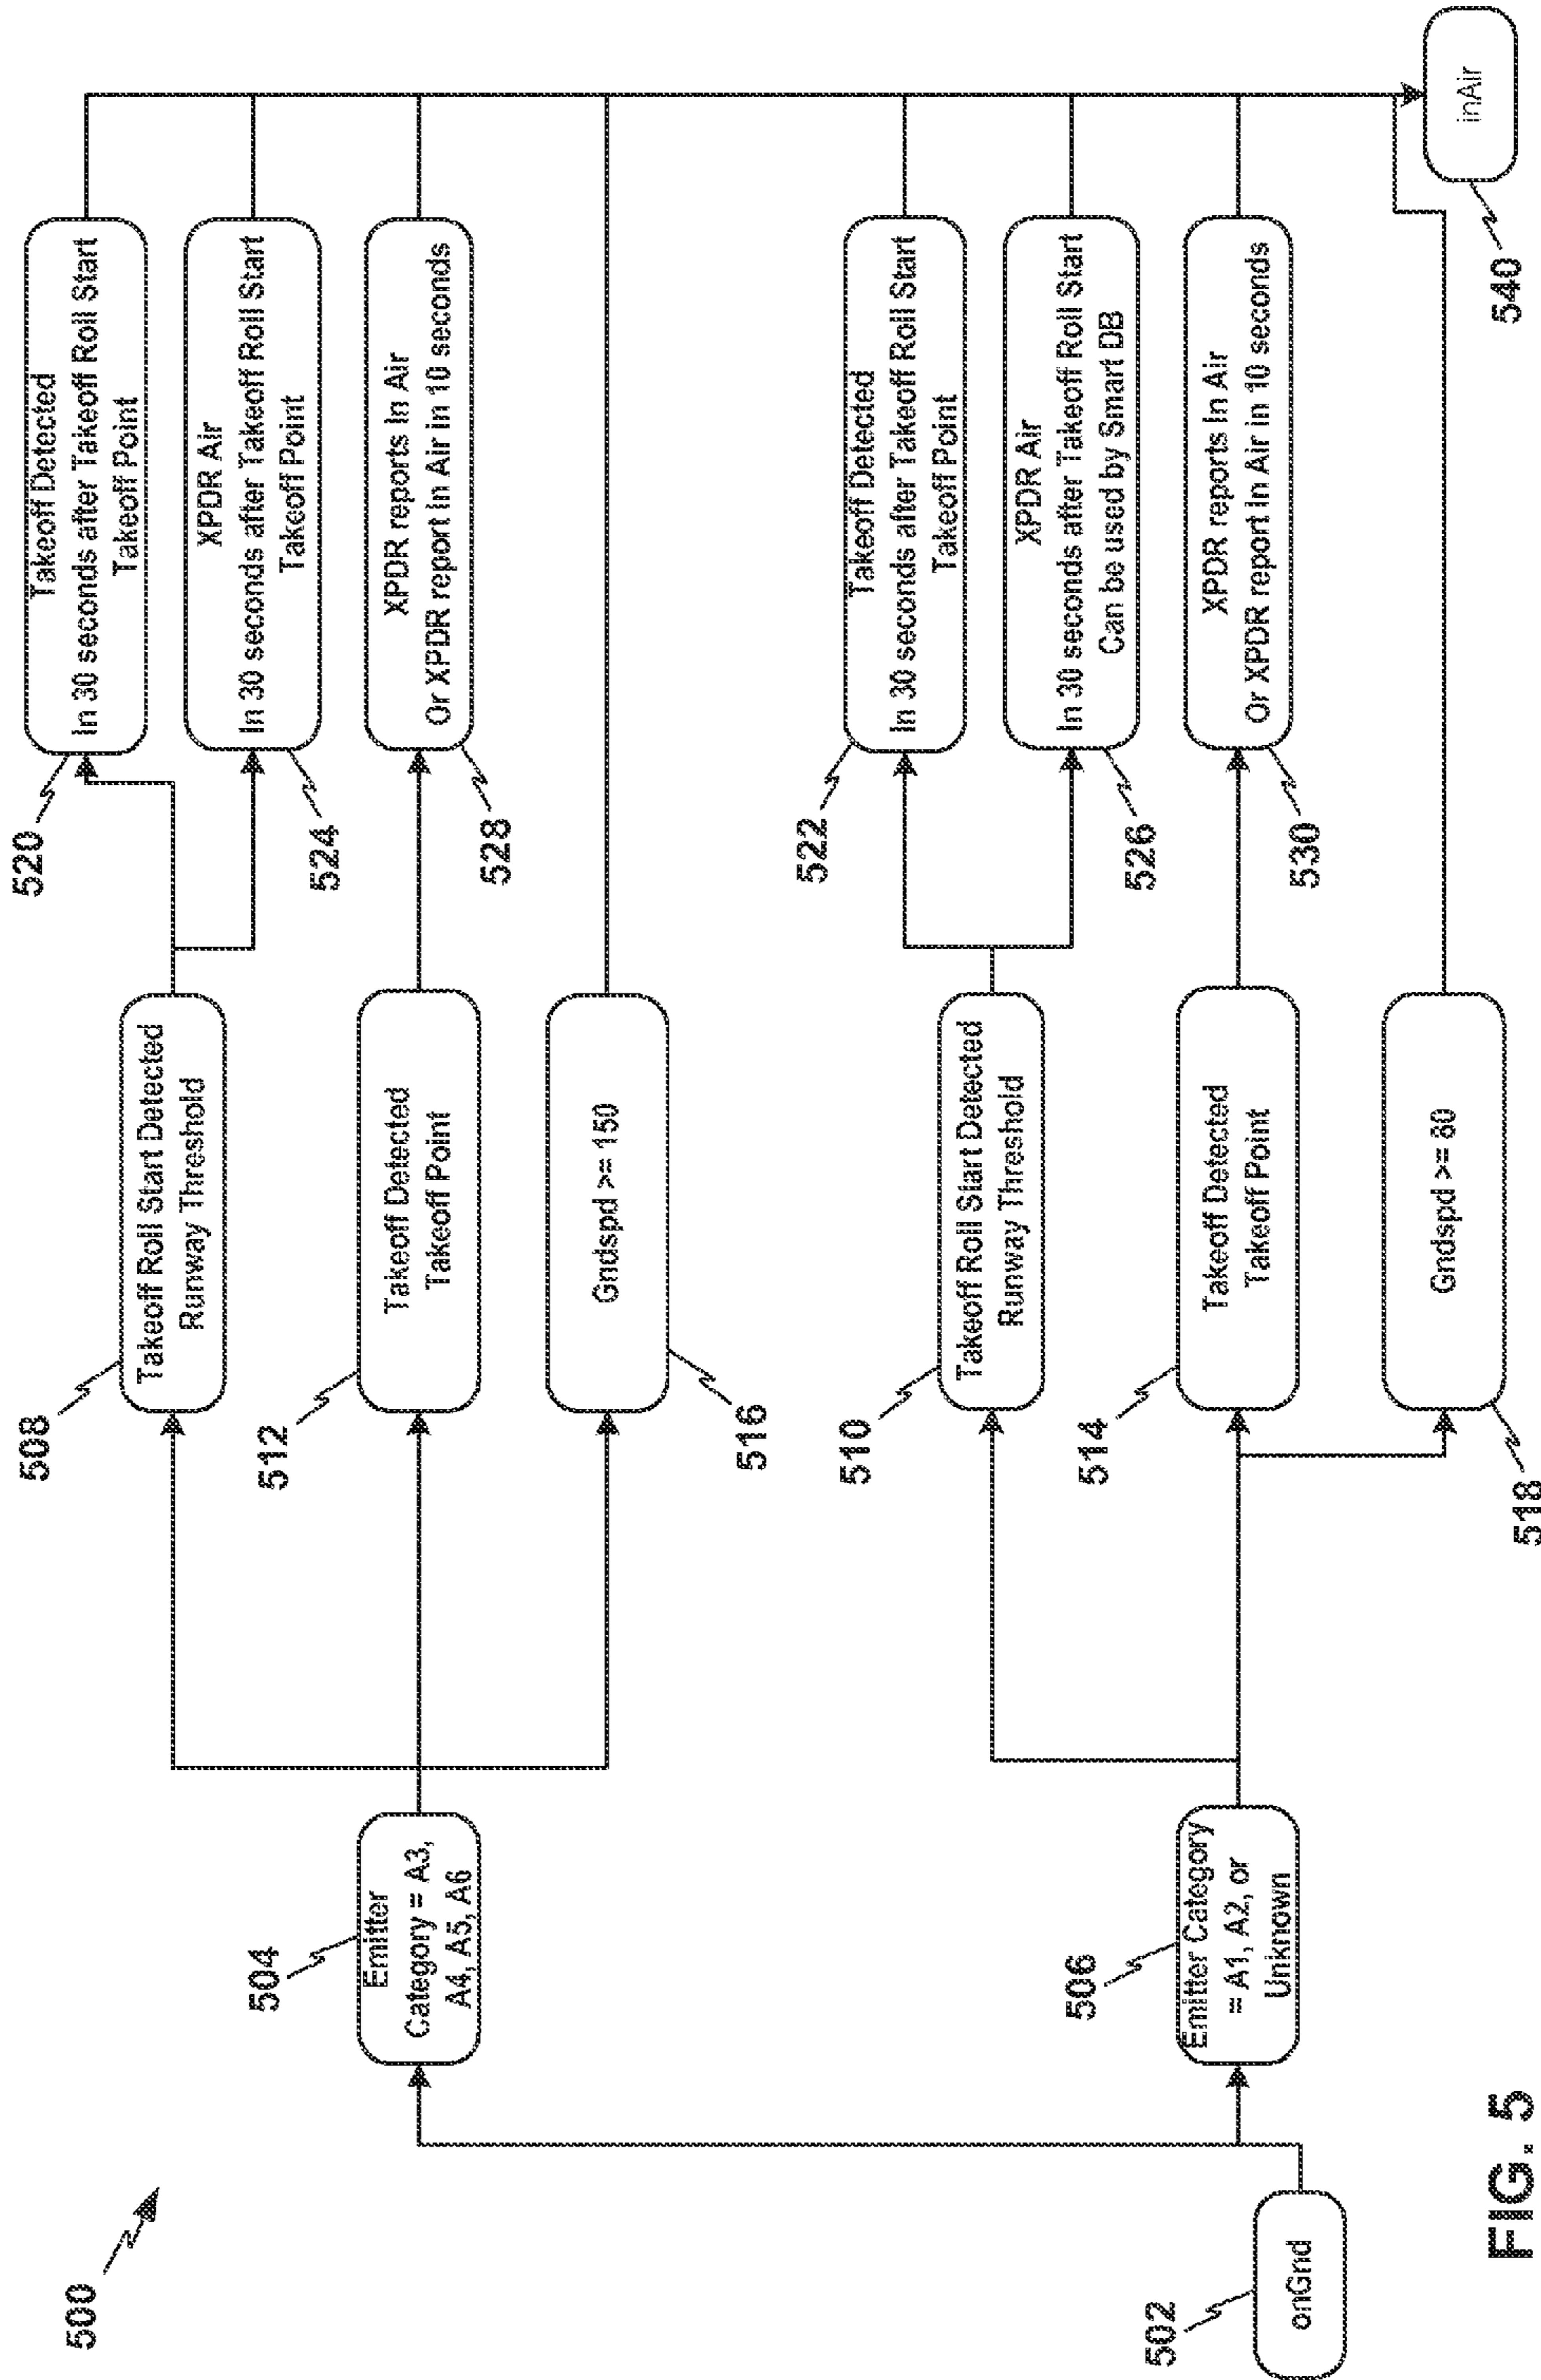 500
502
onGnd
504
Emitter
Category = A3,
A4, A5, A6
506
Emitter Category
= A1, A2, or
Unknown
508
Takeoff Roll Start Detected
Runway Threshold
512
Takeoff Detected
Takeoff Point
516
Gndspd >= 150
510
Takeoff Roll Start Detected
Runway Threshold
514
Takeoff Detected
Takeoff Point
518
Gndspd >= 80
520
Takeoff Detected
In 30 seconds after Takeoff Roll Start
Takeoff Point
524
XPDR Air
In 30 seconds after Takeoff Roll Start
Takeoff Point
528
XPDR reports In Air
Or XPDR report In Air in 10 seconds
522
Takeoff Detected
In 30 seconds after Takeoff Roll Start
Takeoff Point
526
XPDR Air
In 30 seconds after Takeoff Roll Start
Can be used by Smart DB
530
XPDR reports In Air
Or XPDR report In Air in 10 seconds
540
inAir
FIG. 5